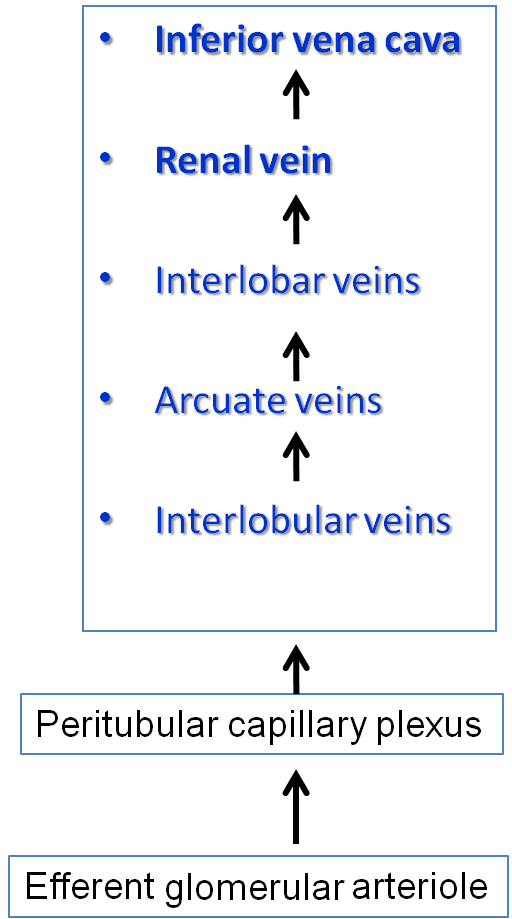 • Inferior vena cava
• Renal vein
• Interlobar veins
• Arcuate veins
• Interlobular veins
Peritubular capillary plexus
Efferent glomerular arteriole